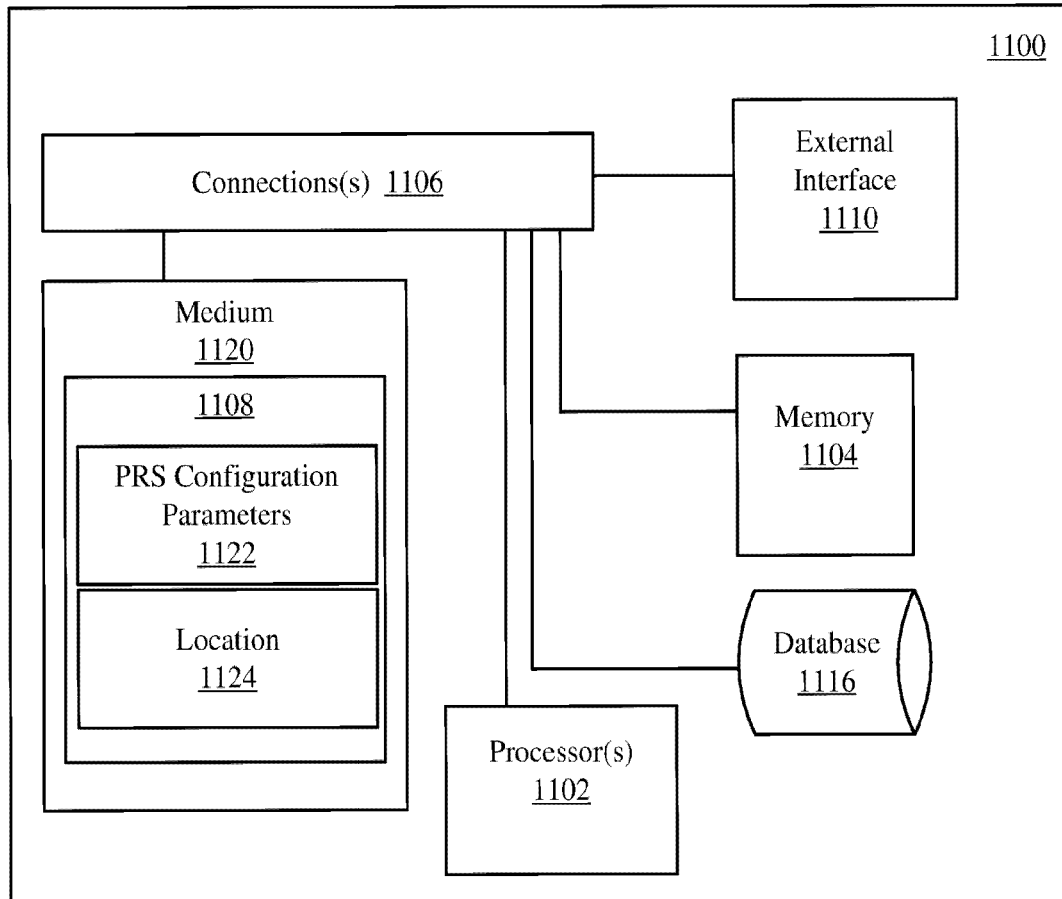 1100
Connections(s) 1106
External
Interface
1110
Medium
1120
1108
PRS Configuration
Parameters
1122
Location
1124
Memory
1104
Database
1116
Processor(s)
1102